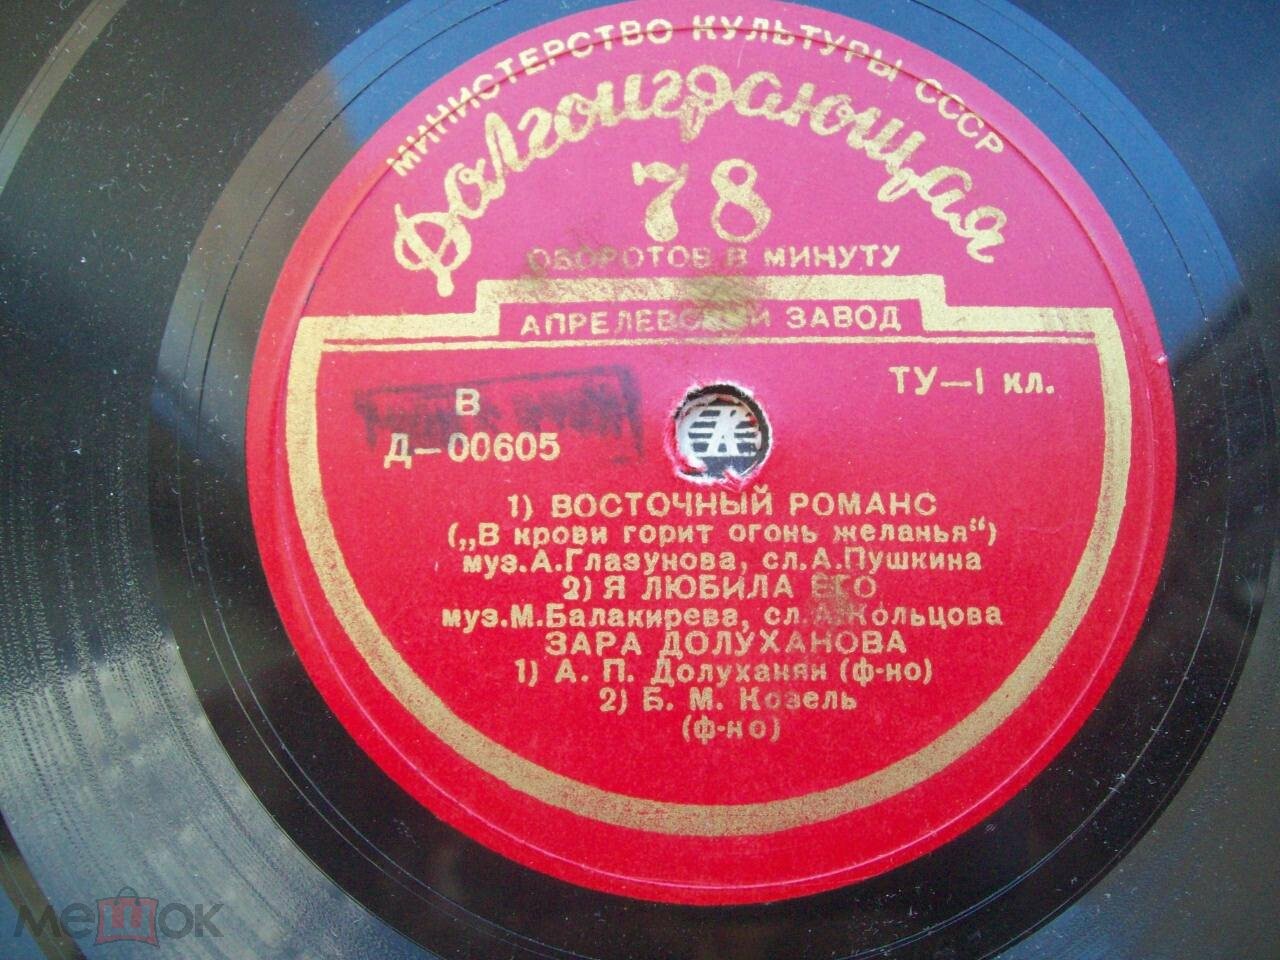 МИНИСТЕРСТВО КУЛЬТУРЫ СССР
Долгоиграющая
78
ОБОРОТОВ В МИНУТУ
АПРЕЛЕВСКИЙ ЗАВОД
ТУ—1 кл.
В
Д—00605
1) ВОСТОЧНЫЙ РОМАНС
(„В крови горит огонь желанья“)
муз.А.Глазунова, сл.А.Пушкина
2) Я ЛЮБИЛА ЕГО
муз.М.Балакирева, сл.А.Кольцова
ЗАРА ДОЛУХАНОВА
1) А. П. Долуханян (ф-но)
2) Б. М. Козель
(ф-но)
мешок